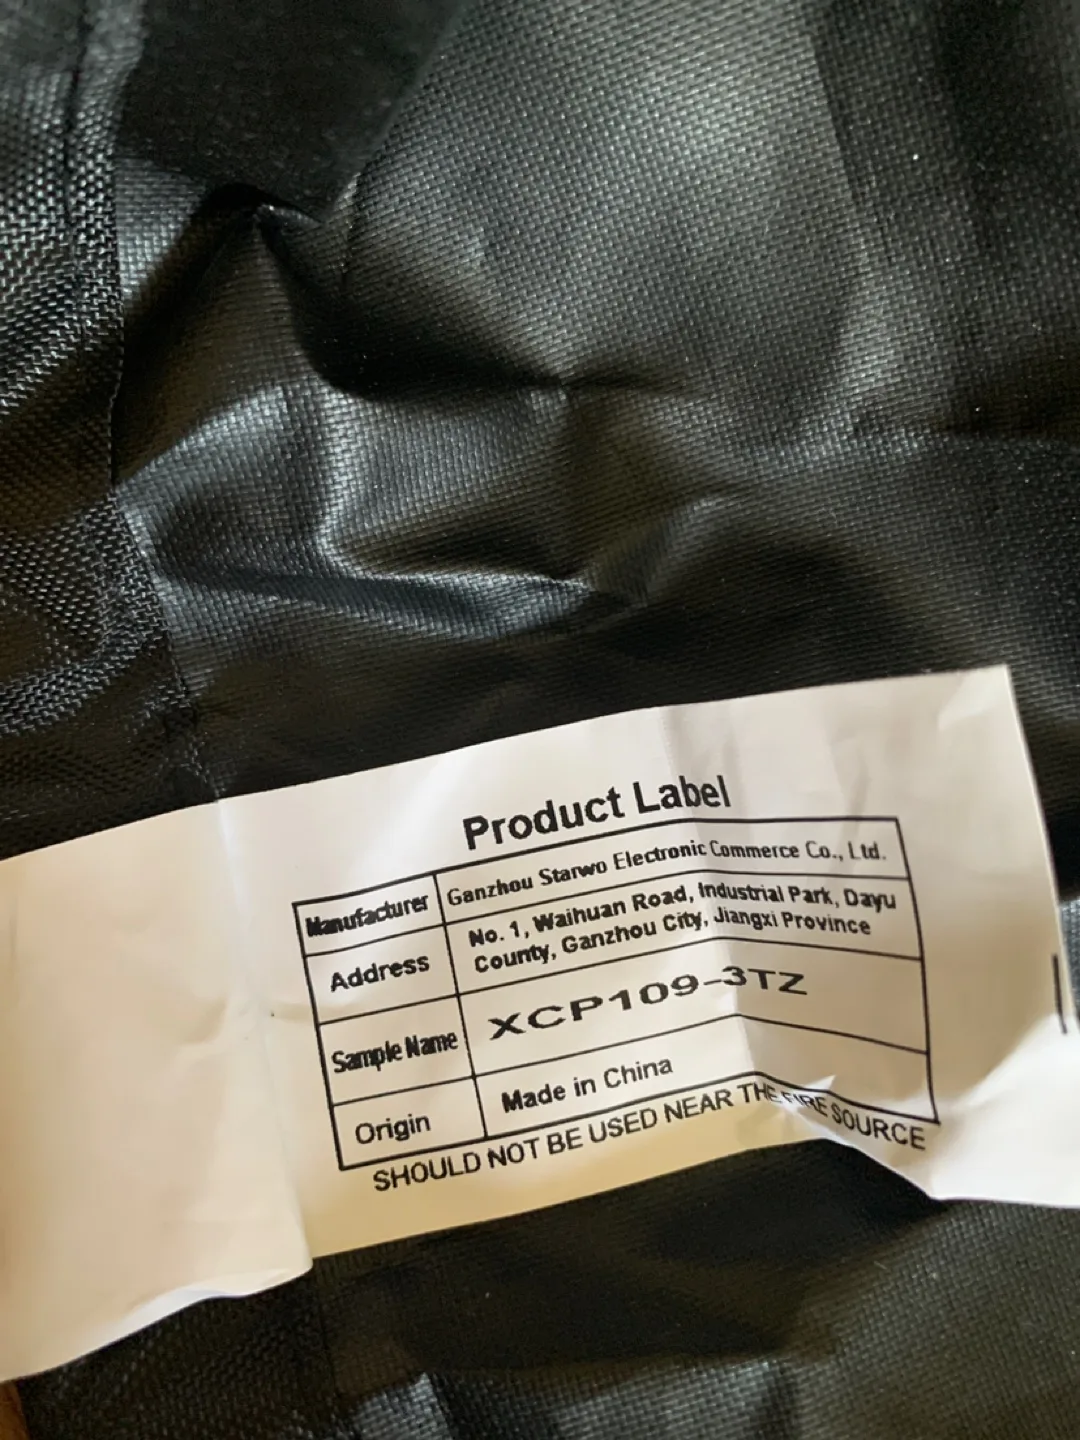 Product Label
Manufacturer Ganzhou Starwo Electronic Commerce Co., Ltd.
Address No. 1, Waihuan Road, Industrial Park, Dayu
County, Ganzhou City, Jiangxi Province
Sample Name XCP109-3TZ
Origin Made in China
SHOULD NOT BE USED NEAR THE FIRE SOURCE